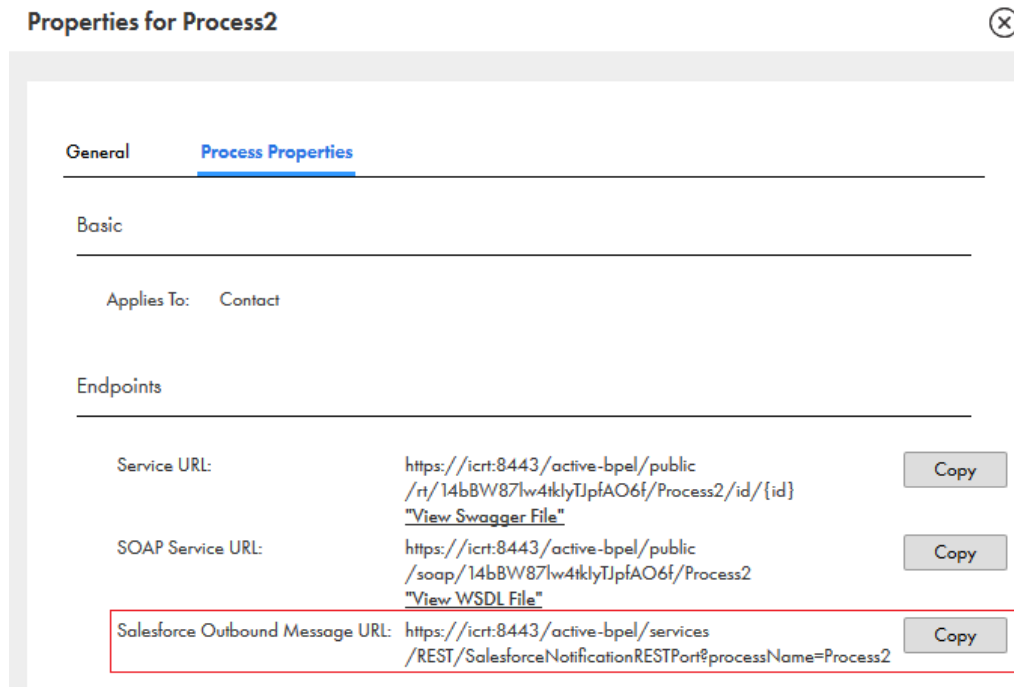 Properties for Process2
General Process Properties
Basic
Applies To: Contact
Endpoints
Service URL: https://icrt:8443/active-bpel/public Copy
/rt/14bBW87lw4tkIyTJpfAO6f/Process2/id/{id}
"View Swagger File"
SOAP Service URL: https://icrt:8443/active-bpel/public Copy
/soap/14bBW87lw4tkIyTJpfAO6f/Process2
"View WSDL File"
Salesforce Outbound Message URL: https://icrt:8443/active-bpel/services Copy
/REST/SalesforceNotificationRESTPort?processName=Process2